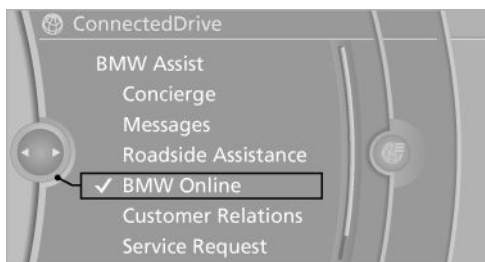 ConnectedDrive
BMW Assist
Concierge
Messages
Roadside Assistance
✓ BMW Online
Customer Relations
Service Request